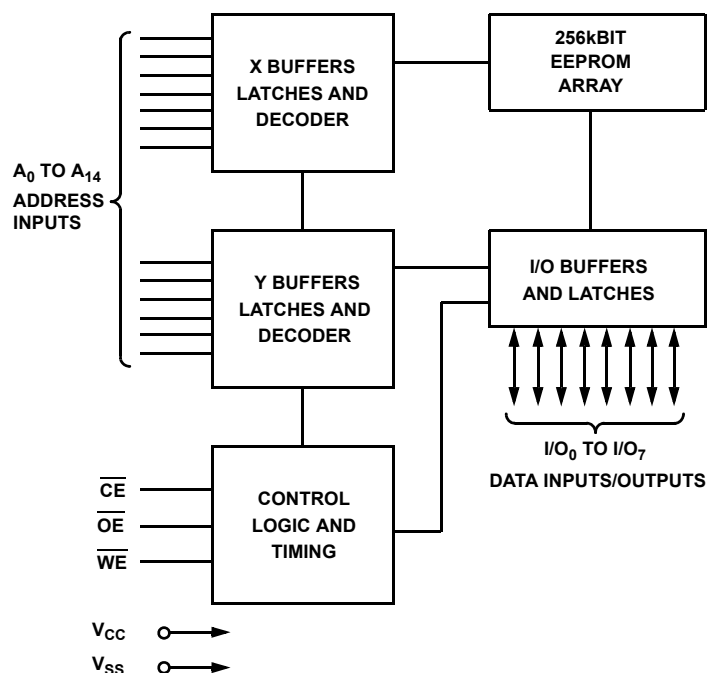 X BUFFERS
LATCHES AND
DECODER
256kBIT
EEPROM
ARRAY
A0 TO A14
ADDRESS
INPUTS
Y BUFFERS
LATCHES AND
DECODER
I/O BUFFERS
AND LATCHES
I/O0 TO I/O7
DATA INPUTS/OUTPUTS
CE
OE
WE
CONTROL
LOGIC AND
TIMING
VCC
VSS